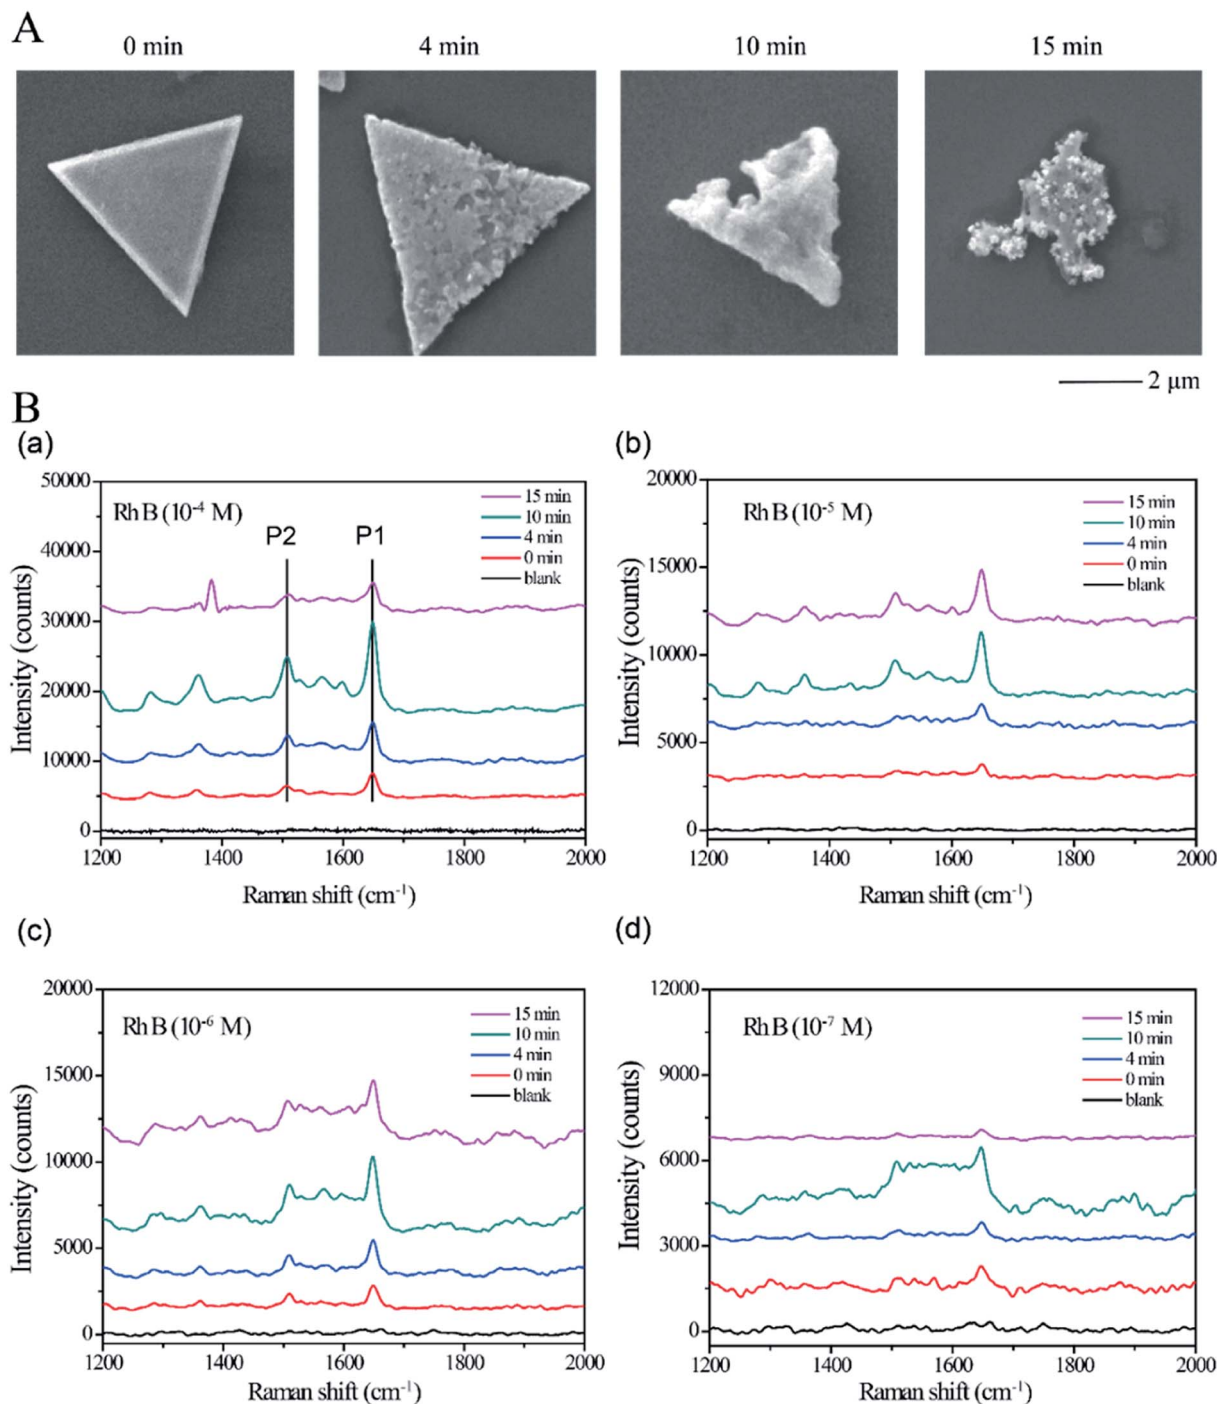 A
0 min
4 min
10 min
15 min
2 μm
B
(a)
50000
40000
30000
20000
10000
0
Intensity (counts)
RhB (10⁻⁴ M)
P2
P1
15 min
10 min
4 min
0 min
blank
1200 1400 1600 1800 2000
Raman shift (cm⁻¹)
(b)
20000
15000
10000
5000
0
Intensity (counts)
RhB (10⁻⁵ M)
15 min
10 min
4 min
0 min
blank
1200 1400 1600 1800 2000
Raman shift (cm⁻¹)
(c)
20000
15000
10000
5000
0
Intensity (counts)
RhB (10⁻⁶ M)
15 min
10 min
4 min
0 min
blank
1200 1400 1600 1800 2000
Raman shift (cm⁻¹)
(d)
12000
9000
6000
3000
0
Intensity (counts)
RhB (10⁻⁷ M)
15 min
10 min
4 min
0 min
blank
1200 1400 1600 1800 2000
Raman shift (cm⁻¹)